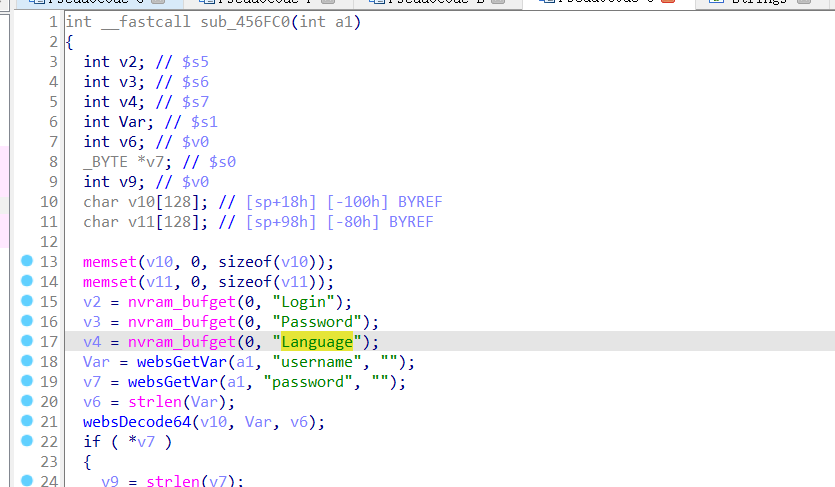 Strings
1 int __fastcall sub_456FC0(int a1)
2 {
3 int v2; // $s5
4 int v3; // $s6
5 int v4; // $s7
6 int Var; // $s1
7 int v6; // $v0
8 _BYTE *v7; // $s0
9 int v9; // $v0
10 char v10[128]; // [sp+18h] [-100h] BYREF
11 char v11[128]; // [sp+98h] [-80h] BYREF
12
13 memset(v10, 0, sizeof(v10));
14 memset(v11, 0, sizeof(v11));
15 v2 = nvram_bufget(0, "Login");
16 v3 = nvram_bufget(0, "Password");
17 v4 = nvram_bufget(0, "Language");
18 Var = websGetVar(a1, "username", "");
19 v7 = websGetVar(a1, "password", "");
20 v6 = strlen(Var);
21 websDecode64(v10, Var, v6);
22 if ( *v7 )
23 {
24 v9 = strlen(v7);